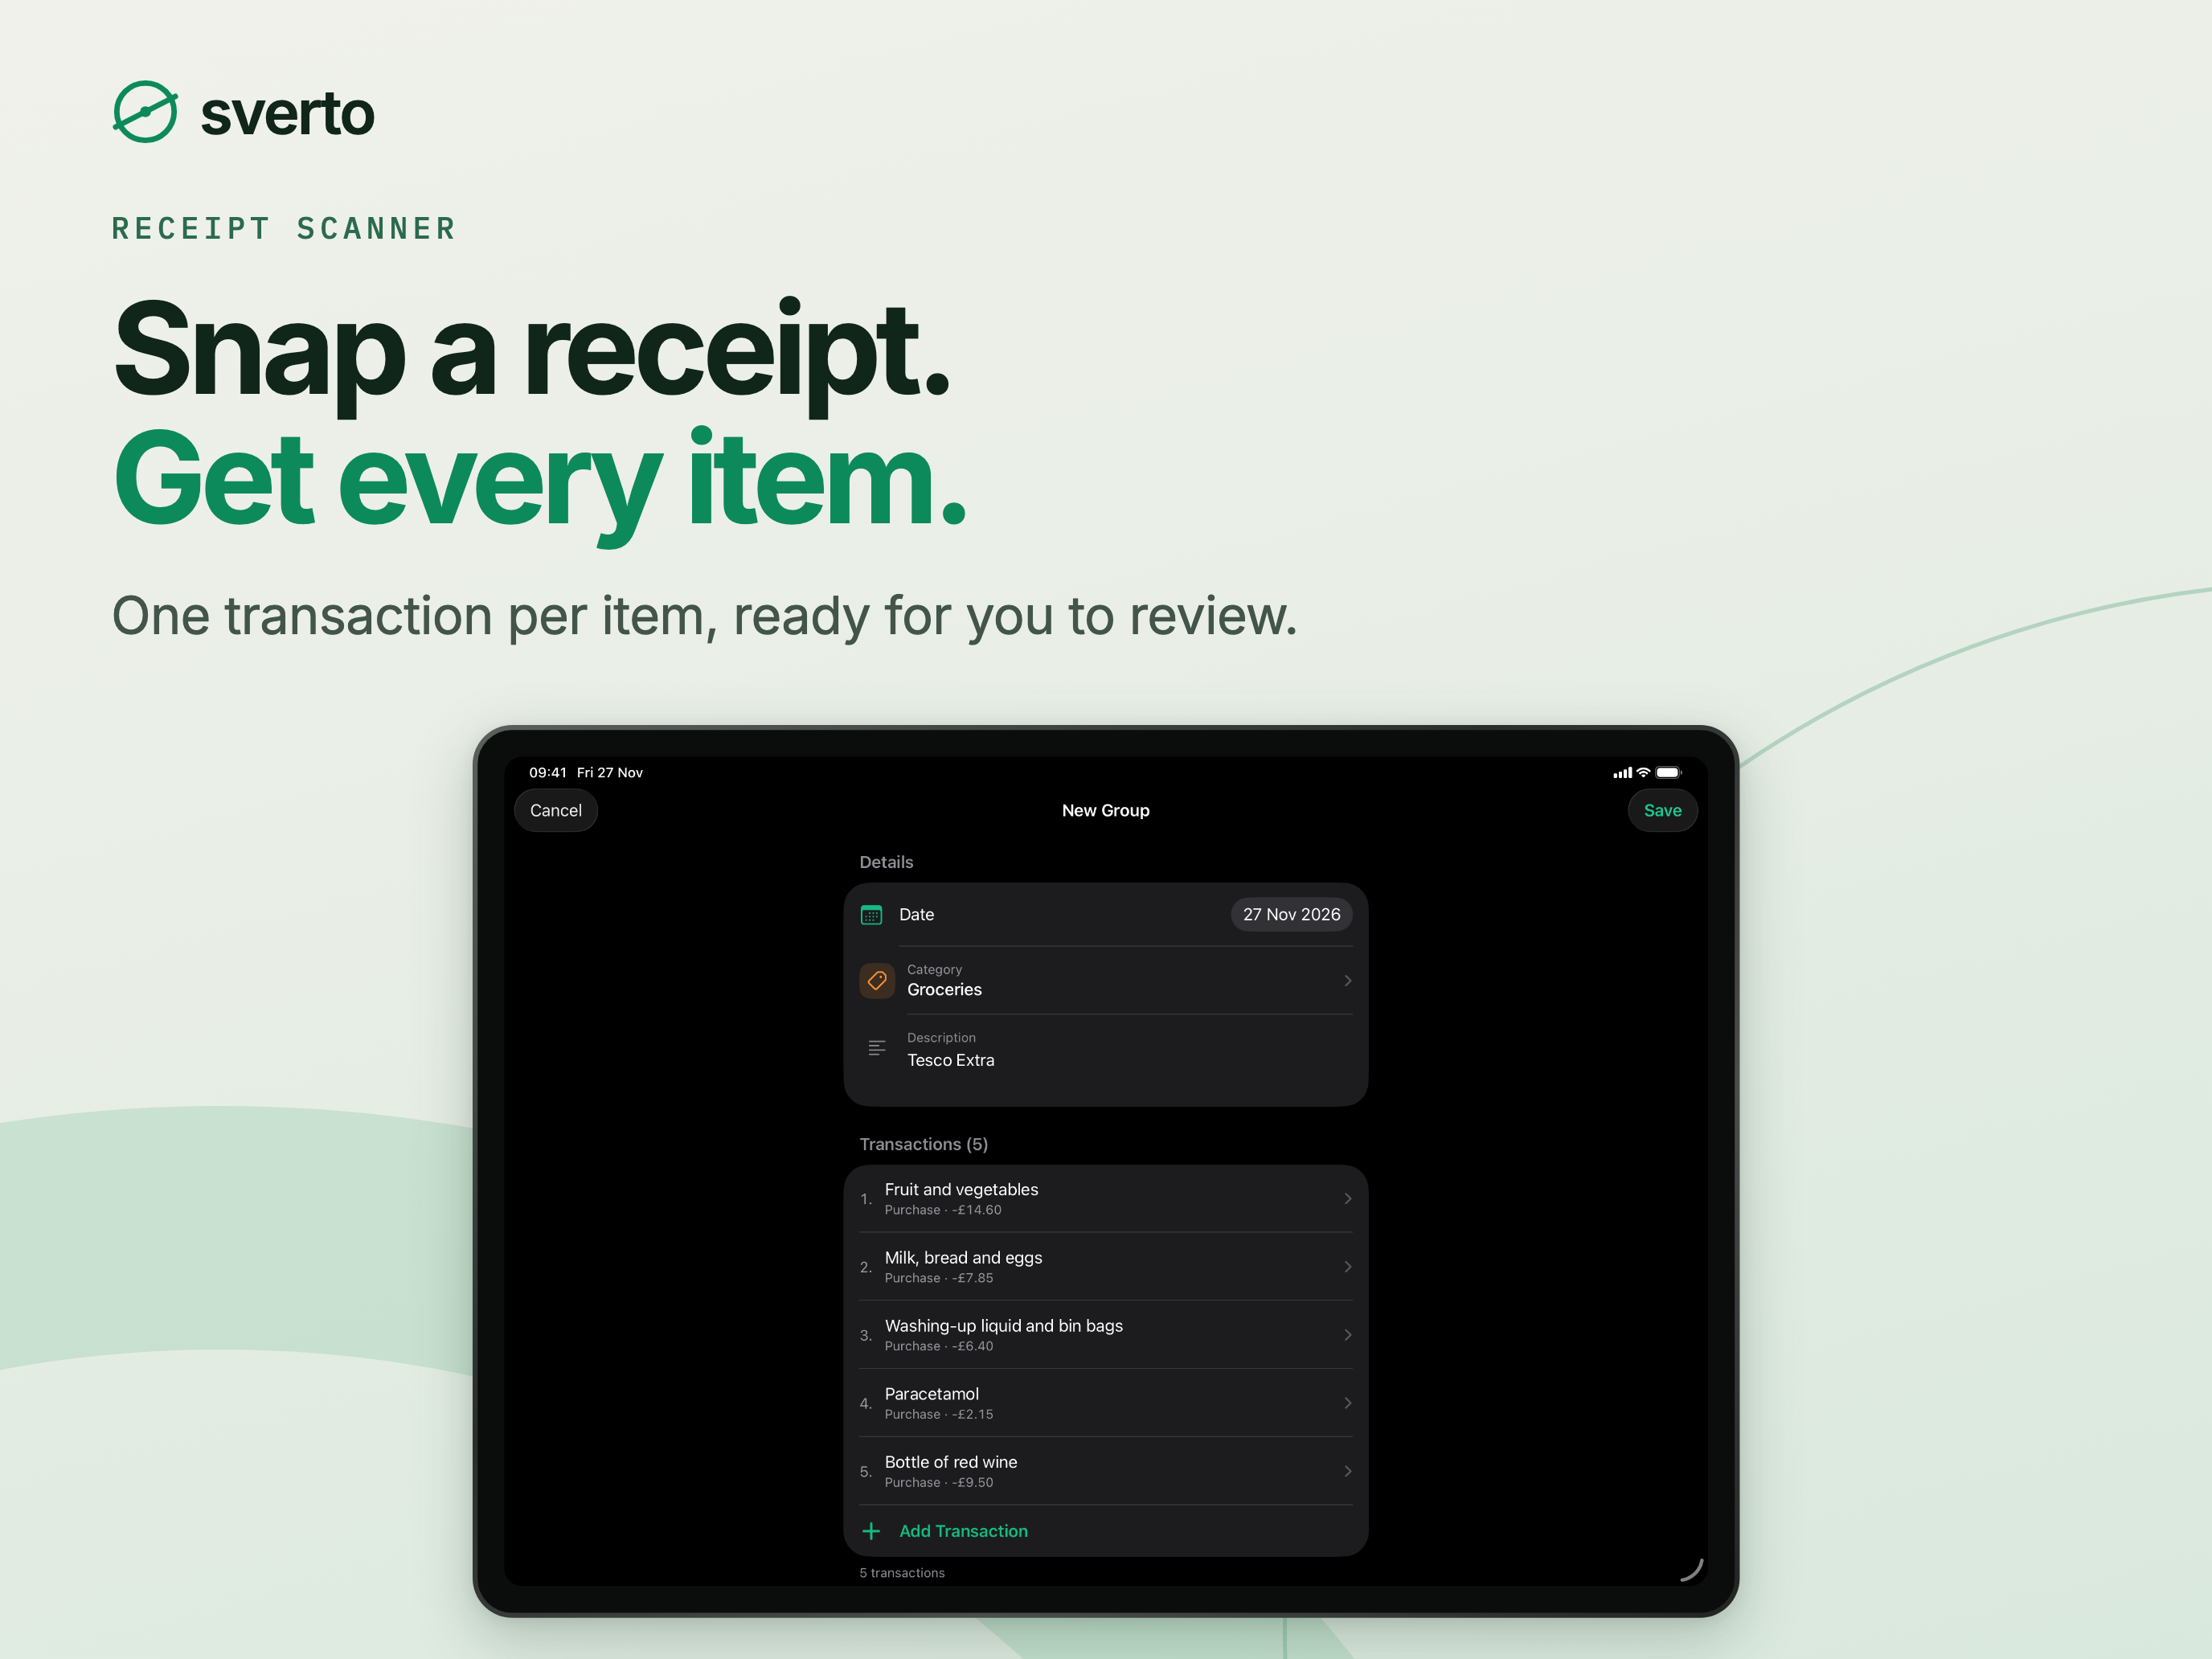 sverto
RECEIPT SCANNER
Snap a receipt.
Get every item.
One transaction per item, ready for you to review.
09:41 Fri 27 Nov
Cancel
New Group
Save
Details
Date
27 Nov 2026
Category
Groceries
Description
Tesco Extra
Transactions (5)
1. Fruit and vegetables
Purchase · -£14.60
2. Milk, bread and eggs
Purchase · -£7.85
3. Washing-up liquid and bin bags
Purchase · -£6.40
4. Paracetamol
Purchase · -£2.15
5. Bottle of red wine
Purchase · -£9.50
Add Transaction
5 transactions